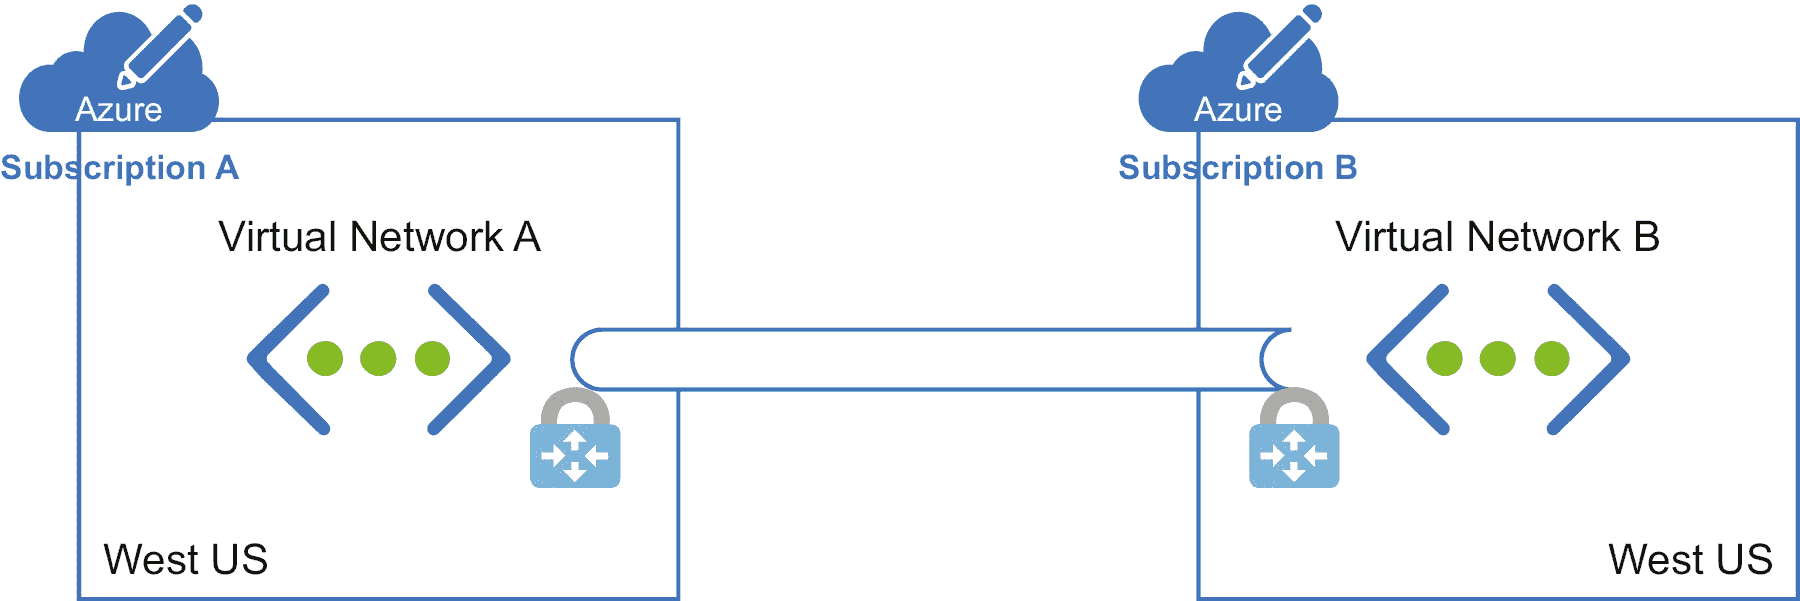 Azure
Subscription A
Virtual Network A
West US
Azure
Subscription B
Virtual Network B
West US